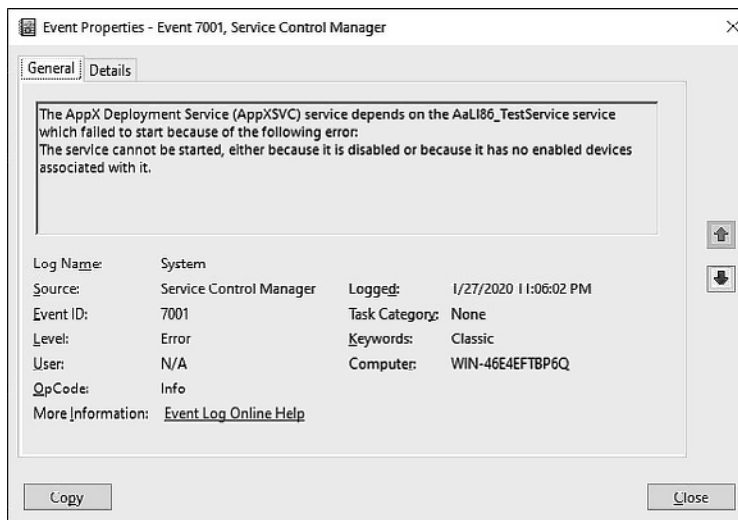 Event Properties - Event 7001, Service Control Manager
General Details
The AppX Deployment Service (AppXSVC) service depends on the AaLl86_TestService service
which failed to start because of the following error:
The service cannot be started, either because it is disabled or because it has no enabled devices
associated with it.
Log Name: System
Source: Service Control Manager Logged: 1/27/2020 11:06:02 PM
Event ID: 7001 Task Category: None
Level: Error Keywords: Classic
User: N/A Computer: WIN-46E4EFTBP6Q
OpCode: Info
More Information: Event Log Online Help
Copy Close